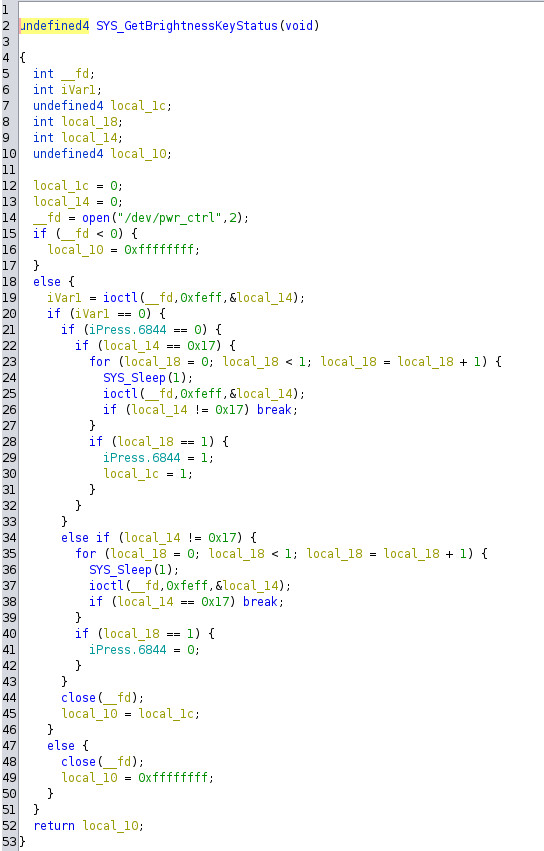 1
2 undefined4 SYS_GetBrightnessKeyStatus(void)
3
4 {
5   int __fd;
6   int iVar1;
7   undefined4 local_1c;
8   int local_18;
9   int local_14;
10   undefined4 local_10;
11
12   local_1c = 0;
13   local_14 = 0;
14   __fd = open("/dev/pwr_ctrl",2);
15   if (__fd < 0) {
16     local_10 = 0xffffffff;
17   }
18   else {
19     iVar1 = ioctl(__fd,0xfeff,&local_14);
20     if (iVar1 == 0) {
21       if (iPress.6844 == 0) {
22         if (local_14 == 0x17) {
23           for (local_18 = 0; local_18 < 1; local_18 = local_18 + 1) {
24             SYS_Sleep(1);
25             ioctl(__fd,0xfeff,&local_14);
26             if (local_14 != 0x17) break;
27           }
28           if (local_18 == 1) {
29             iPress.6844 = 1;
30             local_1c = 1;
31           }
32         }
33       }
34       else if (local_14 != 0x17) {
35         for (local_18 = 0; local_18 < 1; local_18 = local_18 + 1) {
36           SYS_Sleep(1);
37           ioctl(__fd,0xfeff,&local_14);
38           if (local_14 == 0x17) break;
39         }
40         if (local_18 == 1) {
41           iPress.6844 = 0;
42         }
43       }
44       close(__fd);
45       local_10 = local_1c;
46     }
47     else {
48       close(__fd);
49       local_10 = 0xffffffff;
50     }
51   }
52   return local_10;
53 }